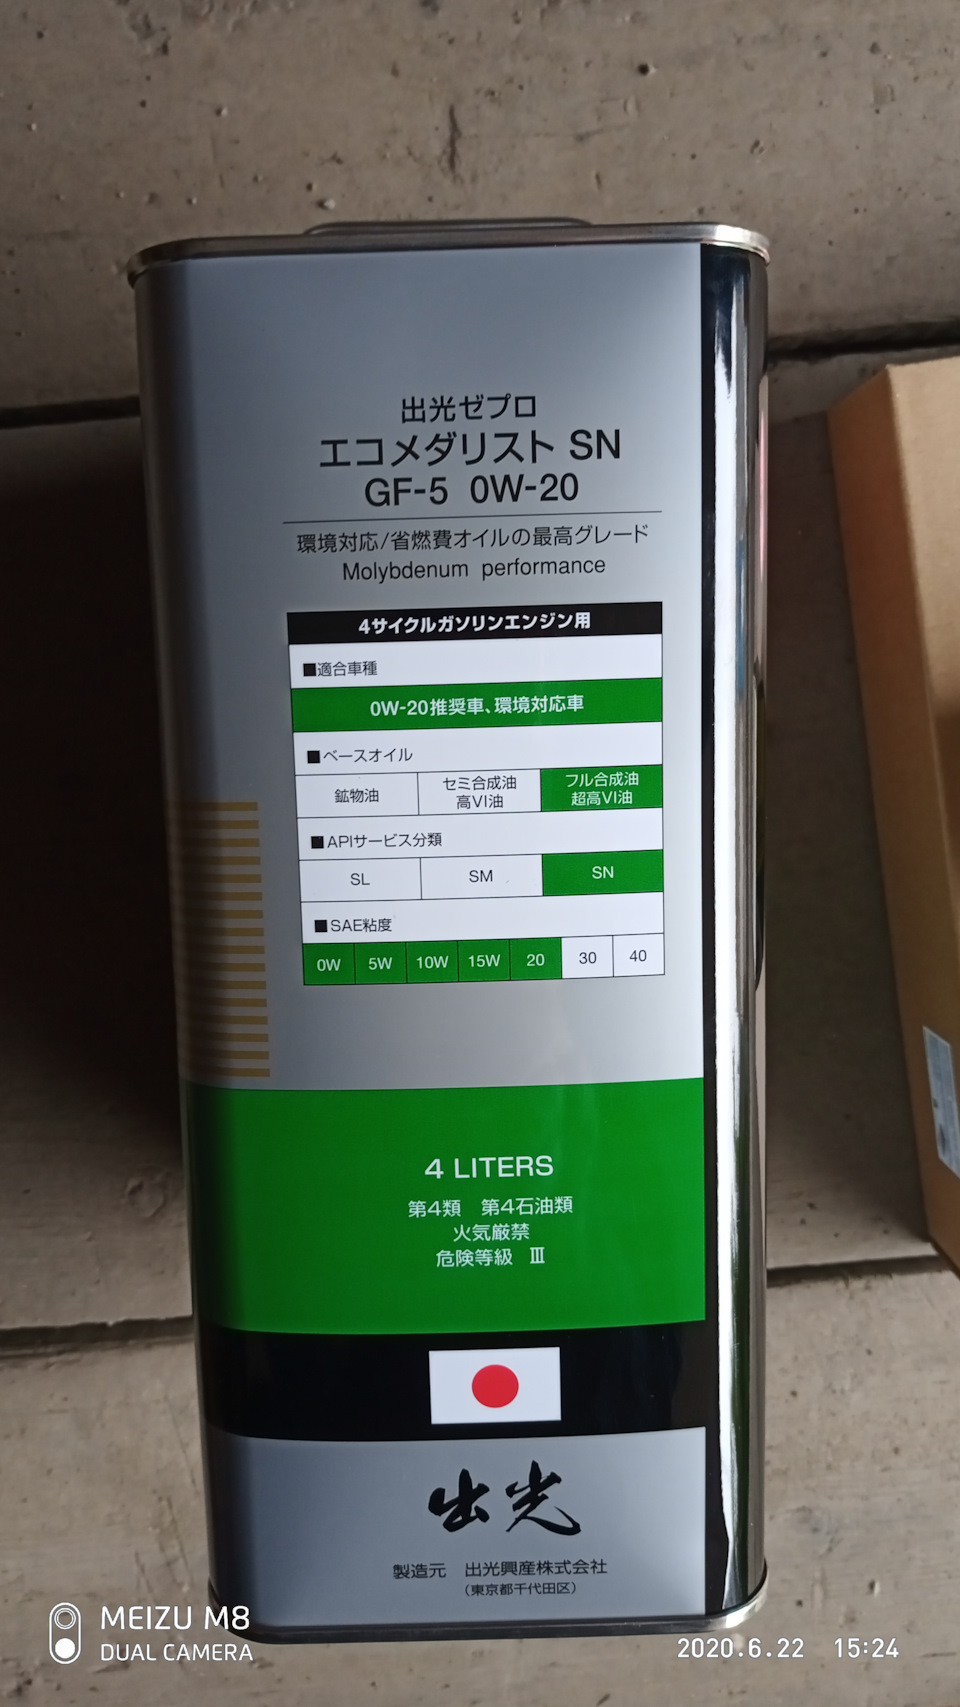 出光ゼプロ
エコメダリスト SN
GF-5 0W-20
環境対応/省燃費オイルの最高グレード
Molybdenum performance
4サイクルガソリンエンジン用
■適合車種
0W-20推奨車、環境対応車
■ベースオイル
鉱物油 セミ合成油 フル合成油
高VI油 超高VI油
■APIサービス分類
SL SM SN
■SAE粘度
0W 5W 10W 15W 20 30 40
4 LITERS
第4類 第4石油類
火気厳禁
危険等級 Ⅲ
出光
製造元 出光興産株式会社
(東京都千代田区)
MEIZU M8
DUAL CAMERA
2020.6.22 15:24